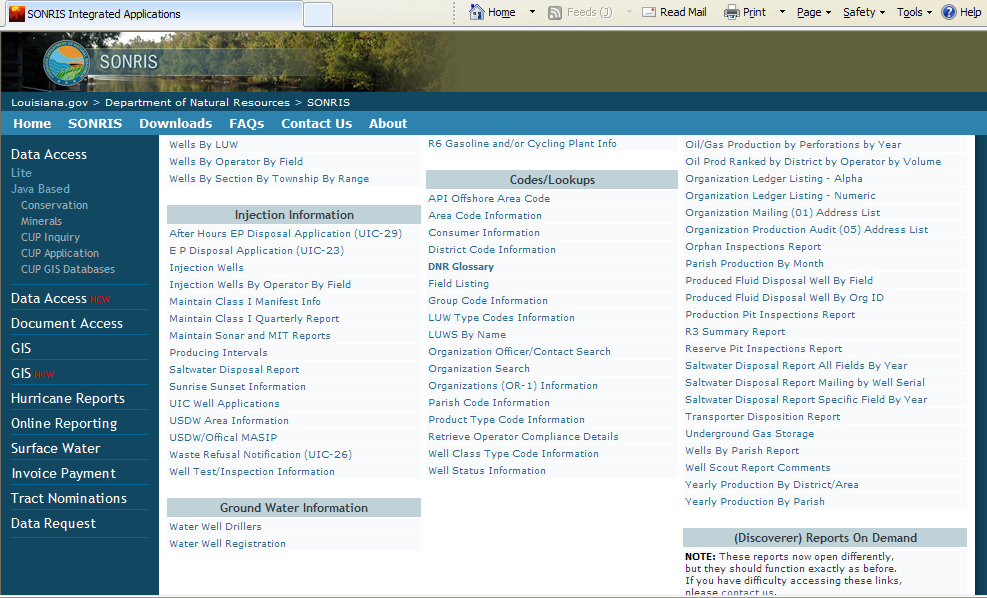 SONRIS Integrated Applications
Home
Feeds (J)
Read Mail
Print
Page
Safety
Tools
Help
SONRIS
Louisiana.gov > Department of Natural Resources > SONRIS
Home SONRIS Downloads FAQs Contact Us About
Data Access
Lite
Java Based
Conservation
Minerals
CUP Inquiry
CUP Application
CUP GIS Databases
Data Access NEW
Document Access
GIS
GIS NEW
Hurricane Reports
Online Reporting
Surface Water
Invoice Payment
Tract Nominations
Data Request
Wells By LUW
Wells By Operator By Field
Wells By Section By Township By Range
Injection Information
After Hours EP Disposal Application (UIC-29)
E P Disposal Application (UIC-23)
Injection Wells
Injection Wells By Operator By Field
Maintain Class I Manifest Info
Maintain Class I Quarterly Report
Maintain Sonar and MIT Reports
Producing Intervals
Saltwater Disposal Report
Sunrise Sunset Information
UIC Well Applications
USDW Area Information
USDW/Offical MASIP
Waste Refusal Notification (UIC-26)
Well Test/Inspection Information
Ground Water Information
Water Well Drillers
Water Well Registration
R6 Gasoline and/or Cycling Plant Info
Codes/Lookups
API Offshore Area Code
Area Code Information
Consumer Information
District Code Information
DNR Glossary
Field Listing
Group Code Information
LUW Type Codes Information
LUWS By Name
Organization Officer/Contact Search
Organization Search
Organizations (OR-1) Information
Parish Code Information
Product Type Code Information
Retrieve Operator Compliance Details
Well Class Type Code Information
Well Status Information
Oil/Gas Production by Perforations by Year
Oil Prod Ranked by District by Operator by Volume
Organization Ledger Listing - Alpha
Organization Ledger Listing - Numeric
Organization Mailing (01) Address List
Organization Production Audit (05) Address List
Orphan Inspections Report
Parish Production By Month
Produced Fluid Disposal Well By Field
Produced Fluid Disposal Well By Org ID
Production Pit Inspections Report
R3 Summary Report
Reserve Pit Inspections Report
Saltwater Disposal Report All Fields By Year
Saltwater Disposal Report Mailing by Well Serial
Saltwater Disposal Report Specific Field By Year
Transporter Disposition Report
Underground Gas Storage
Wells By Parish Report
Well Scout Report Comments
Yearly Production By District/Area
Yearly Production By Parish
(Discoverer) Reports On Demand
NOTE: These reports now open differently,
but they should function exactly as before.
If you have difficulty accessing these links,
please contact us.